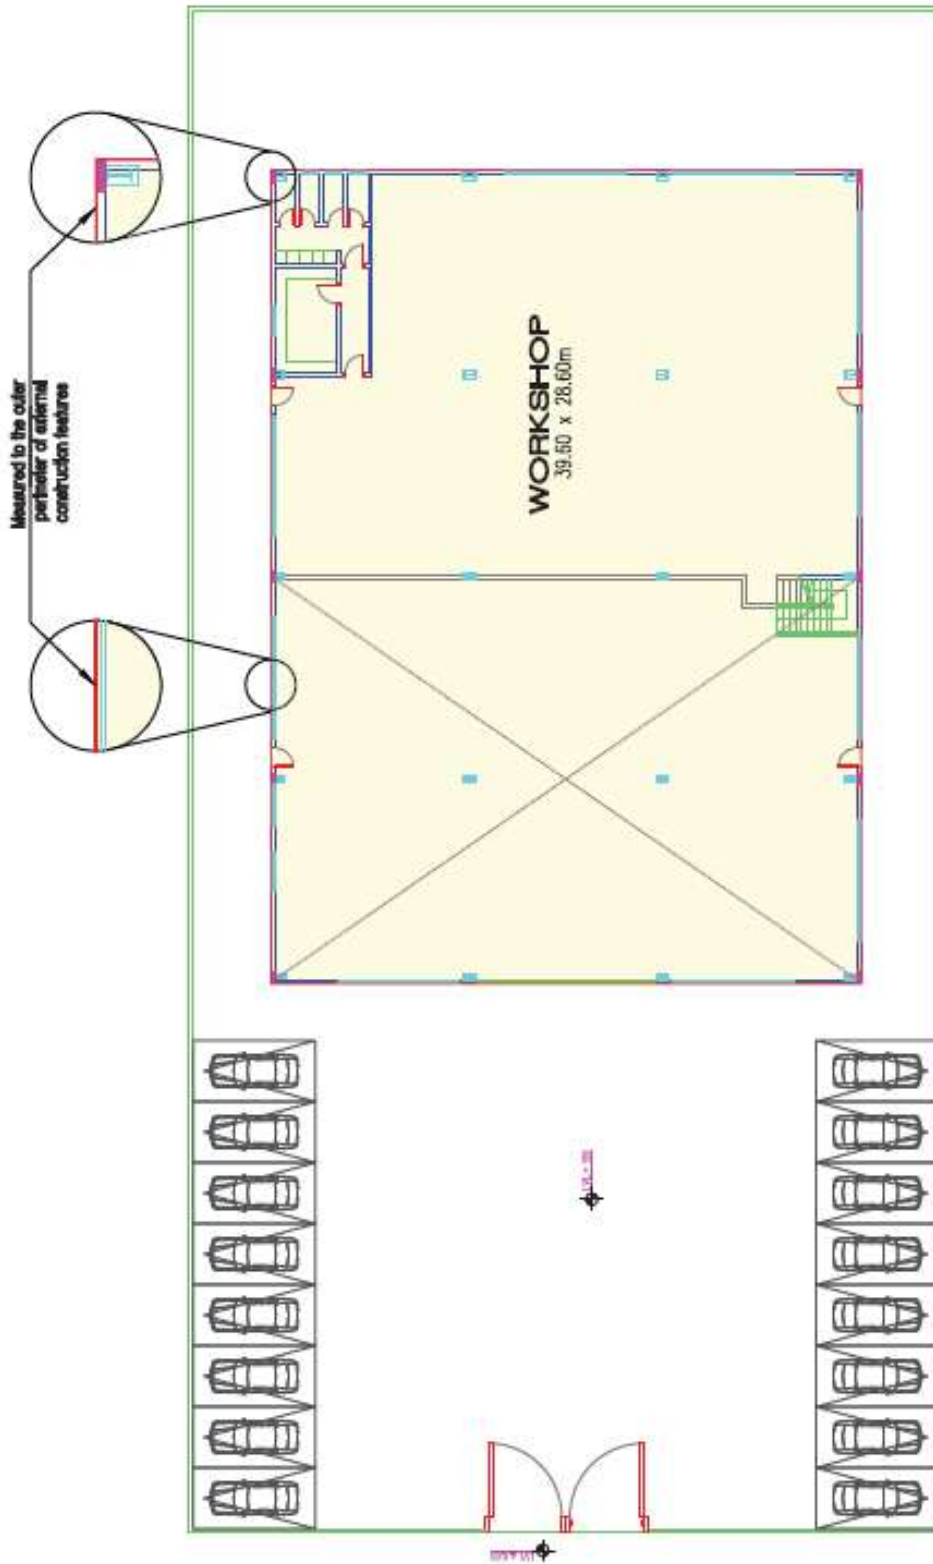 Measured to the outer
perimeter of external
construction features
WORKSHOP
39.60 x 28.60m